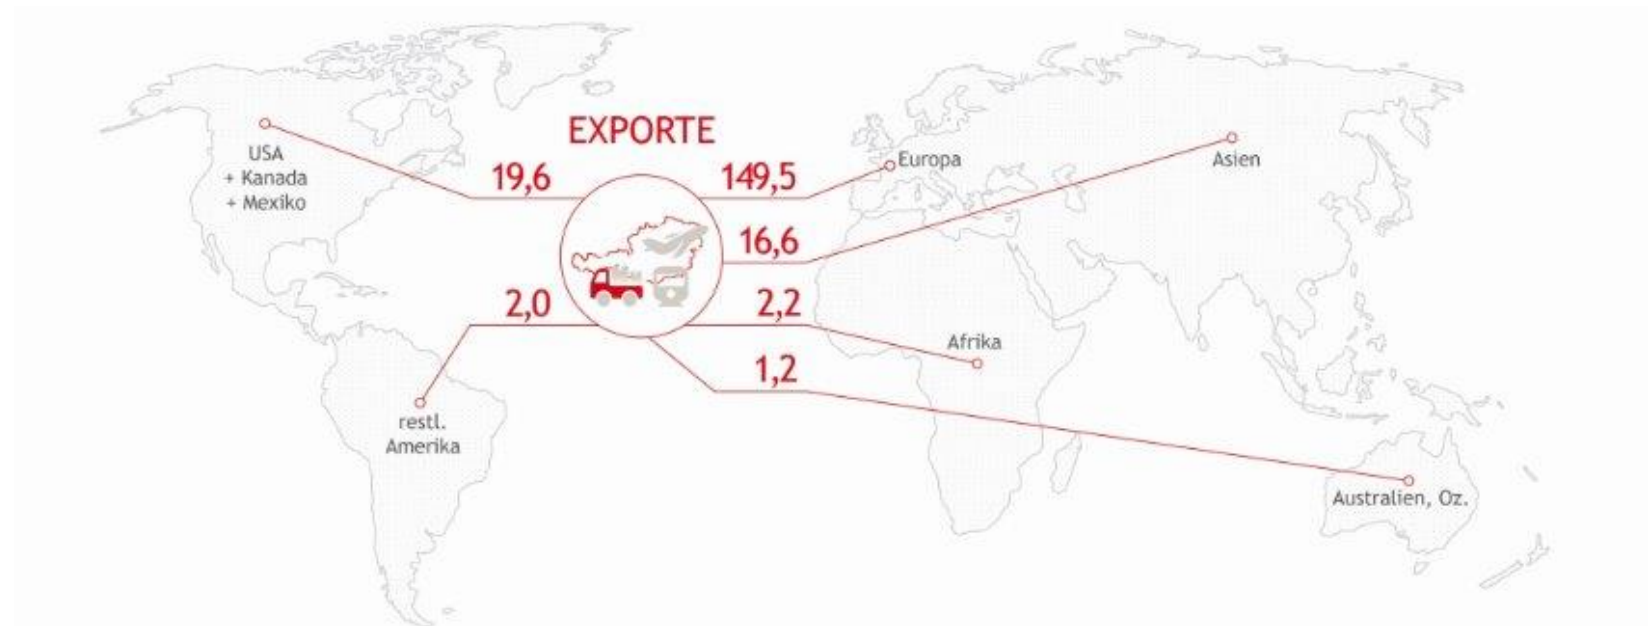 EXPORTE
19,6
149,5
16,6
2,0
2,2
1,2
USA
+ Kanada
+ Mexiko
Europa
Asien
Afrika
restl.
Amerika
Australien, Oz.